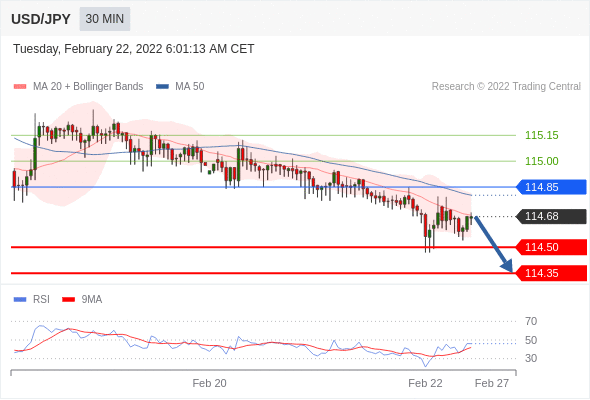 USD/JPY 30 MIN
Tuesday, February 22, 2022 6:01:13 AM CET
MA 20 + Bollinger Bands MA 50 Research © 2022 Trading Central
115.15
115.00
114.85
114.68
114.50
114.35
RSI 9MA
70
50
30
Feb 20 Feb 22 Feb 27